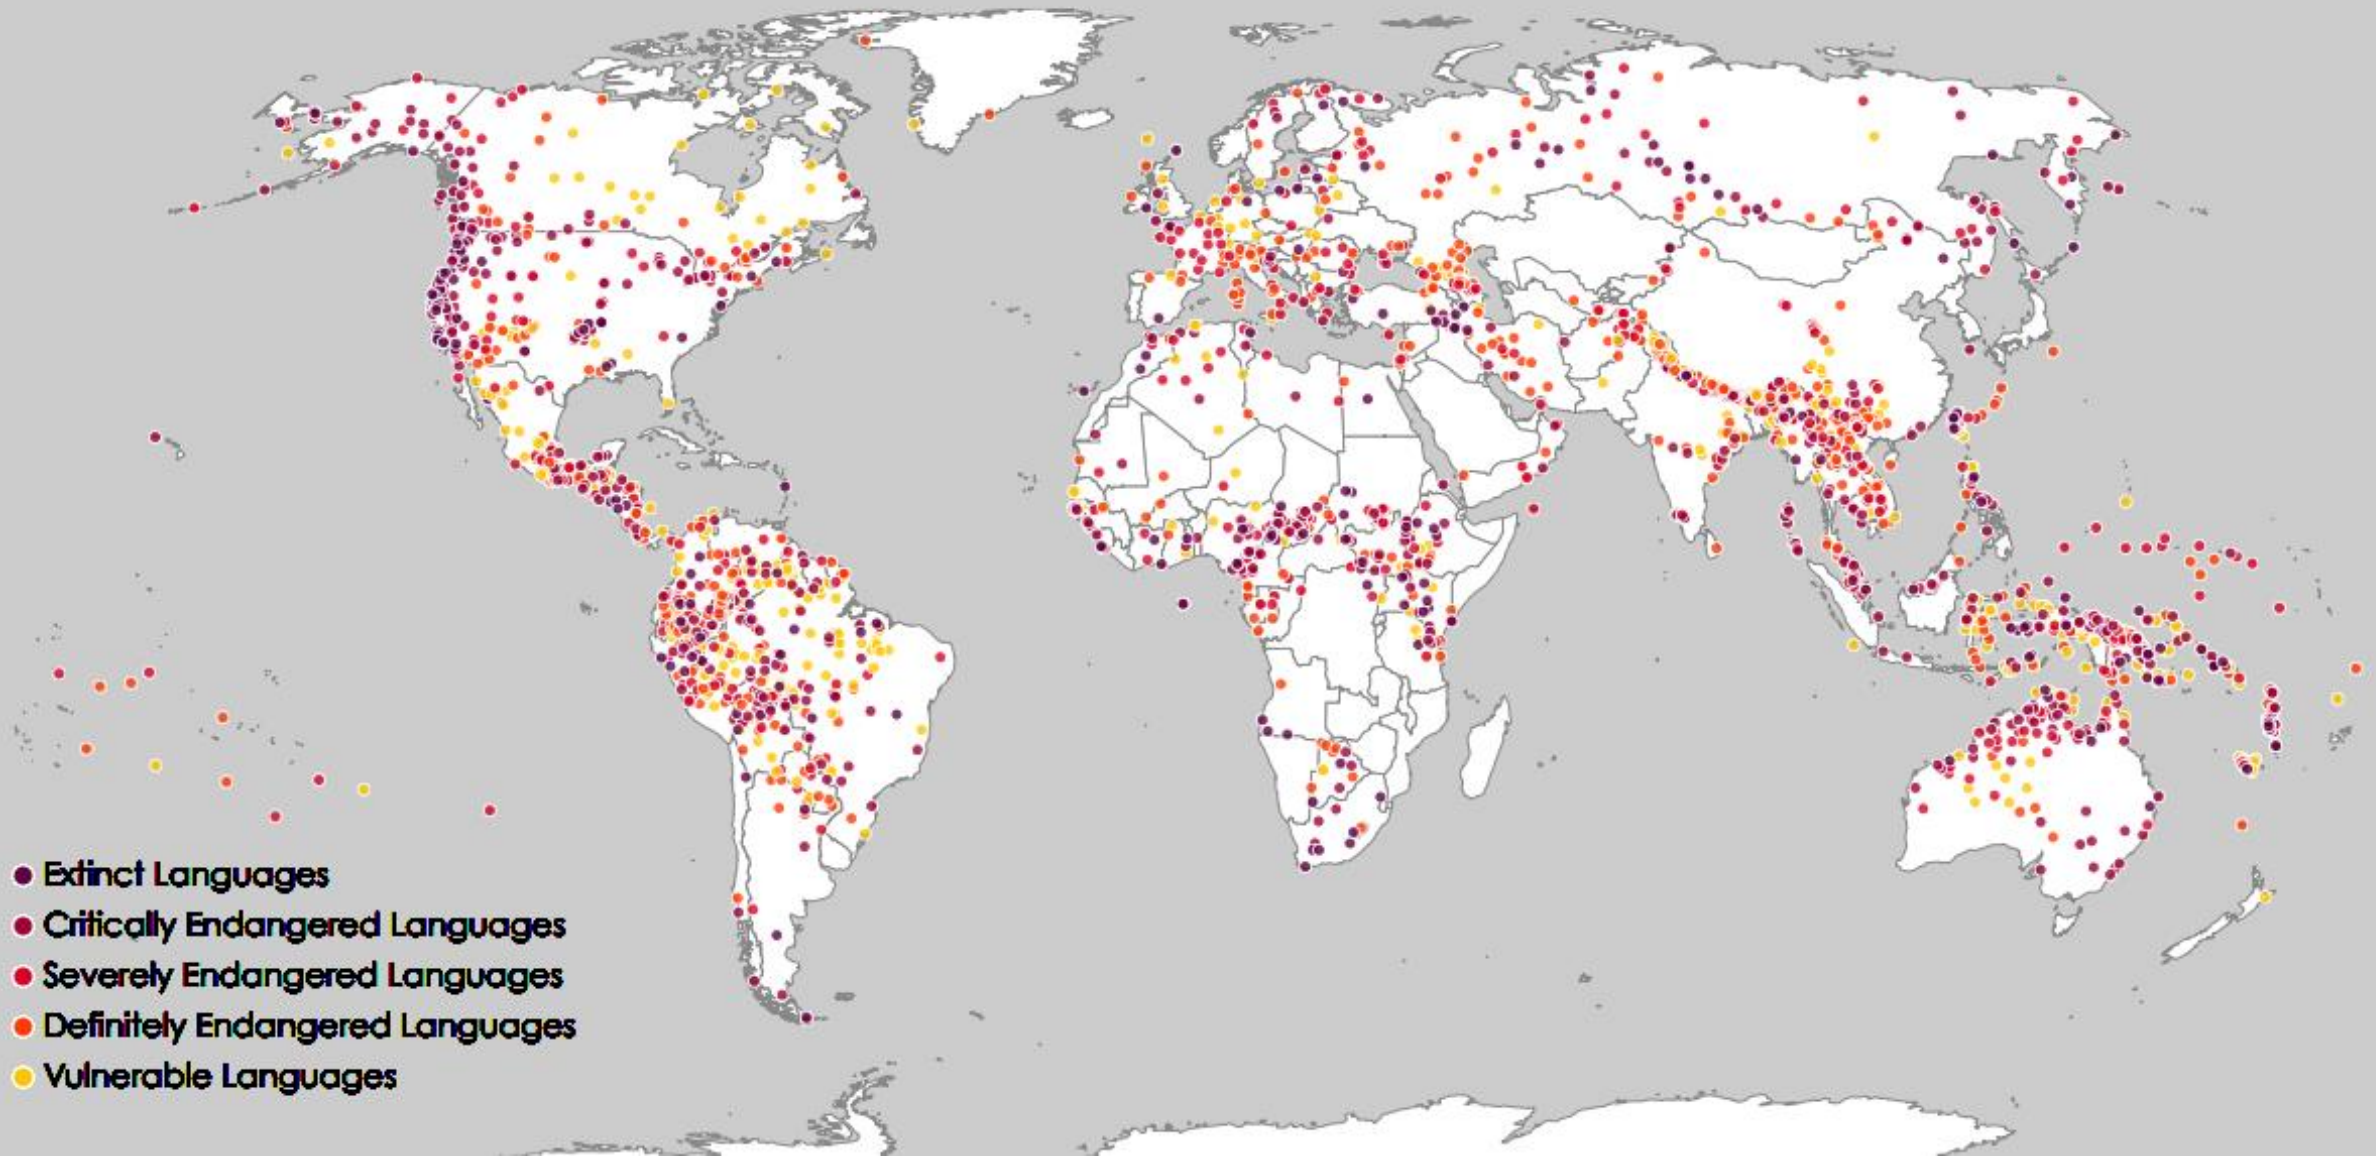 Extinct Languages
Critically Endangered Languages
Severely Endangered Languages
Definitely Endangered Languages
Vulnerable Languages